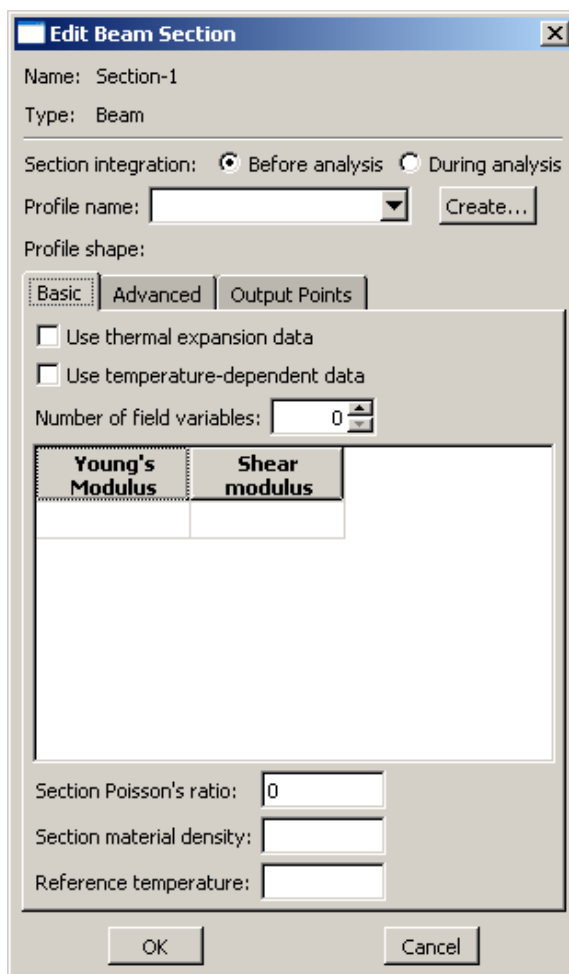 Edit Beam Section
Name: Section-1
Type: Beam
Section integration: Before analysis During analysis
Profile name: Create...
Profile shape:
Basic Advanced Output Points
Use thermal expansion data
Use temperature-dependent data
Number of field variables: 0
Young's Shear
Modulus modulus
Section Poisson's ratio: 0
Section material density:
Reference temperature:
OK Cancel